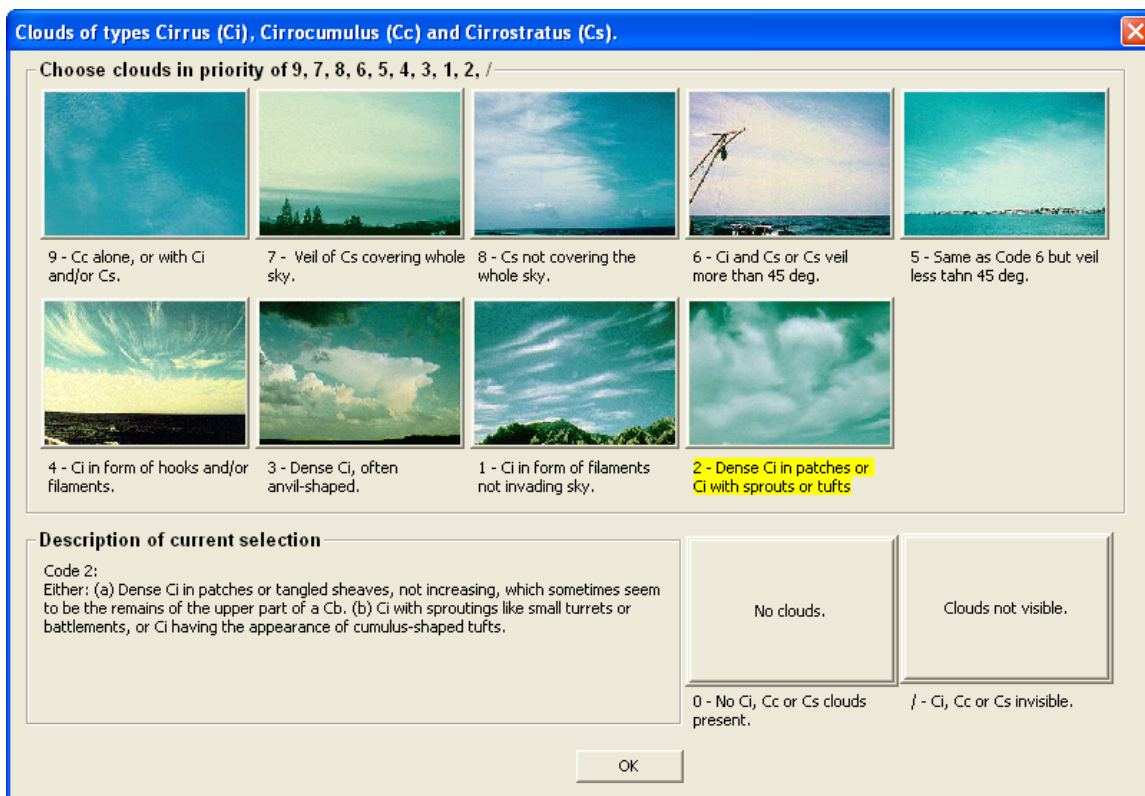 Clouds of types Cirrus (Ci), Cirrocumulus (Cc) and Cirrostratus (Cs).
Choose clouds in priority of 9, 7, 8, 6, 5, 4, 3, 1, 2, /
9 - Cc alone, or with Ci
and/or Cs.
7 - Veil of Cs covering whole
sky.
8 - Cs not covering the
whole sky.
6 - Ci and Cs or Cs veil
more than 45 deg.
5 - Same as Code 6 but veil
less tahn 45 deg.
4 - Ci in form of hooks and/or
filaments.
3 - Dense Ci, often
anvil-shaped.
1 - Ci in form of filaments
not invading sky.
2 - Dense Ci in patches or
Ci with sprouts or tufts
Description of current selection
Code 2:
Either: (a) Dense Ci in patches or tangled sheaves, not increasing, which sometimes seem
to be the remains of the upper part of a Cb. (b) Ci with sproutings like small turrets or
battlements, or Ci having the appearance of cumulus-shaped tufts.
No clouds.
Clouds not visible.
0 - No Ci, Cc or Cs clouds
present.
/ - Ci, Cc or Cs invisible.
OK